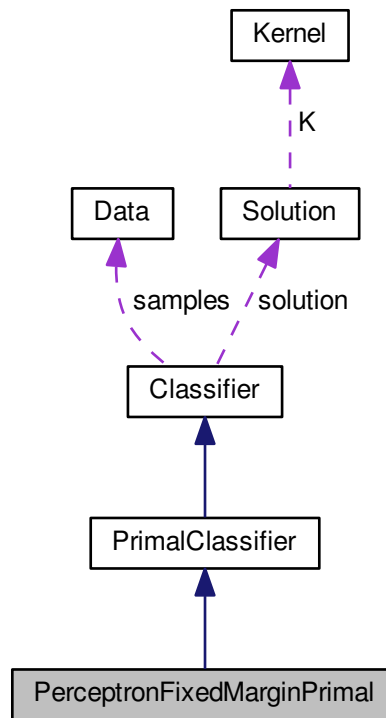 Kernel
K
Data
Solution
samples
solution
Classifier
PrimalClassifier
PerceptronFixedMarginPrimal